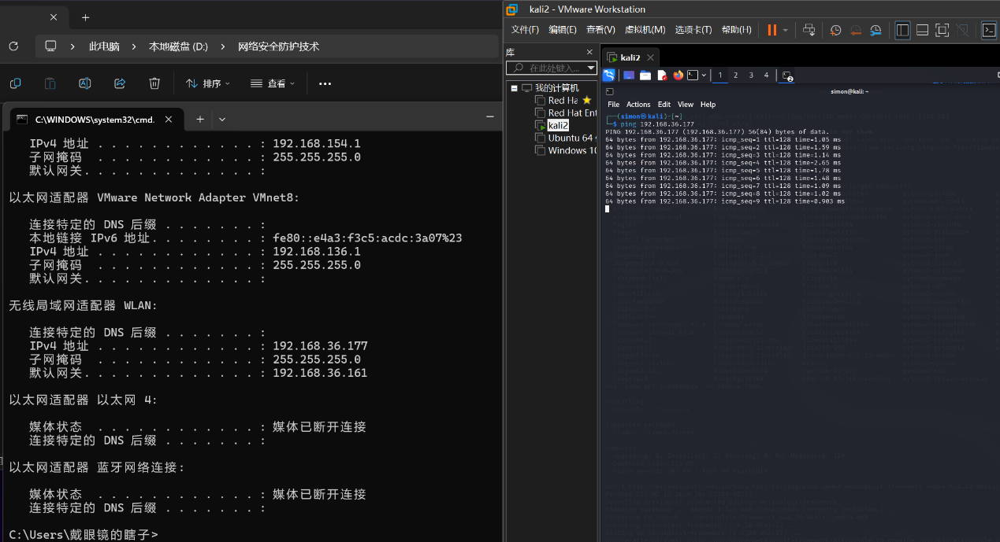 此电脑 > 本地磁盘 (D:) > 网络安全防护技术
排序 查看 •••
C:\WINDOWS\system32\cmd.
IPv4 地址 . . . . . . . . . . . . : 192.168.154.1
子网掩码 . . . . . . . . . . . . : 255.255.255.0
默认网关. . . . . . . . . . . . . :
以太网适配器 VMware Network Adapter VMnet8:
连接特定的 DNS 后缀 . . . . . . . :
本地链接 IPv6 地址. . . . . . . . : fe80::e4a3:f3c5:acdc:3a07%23
IPv4 地址 . . . . . . . . . . . . : 192.168.136.1
子网掩码 . . . . . . . . . . . . : 255.255.255.0
默认网关. . . . . . . . . . . . . :
无线局域网适配器 WLAN:
连接特定的 DNS 后缀 . . . . . . . :
IPv4 地址 . . . . . . . . . . . . : 192.168.36.177
子网掩码 . . . . . . . . . . . . : 255.255.255.0
默认网关. . . . . . . . . . . . . : 192.168.36.161
以太网适配器 以太网 4:
媒体状态 . . . . . . . . . . . . : 媒体已断开连接
连接特定的 DNS 后缀 . . . . . . . :
以太网适配器 蓝牙网络连接:
媒体状态 . . . . . . . . . . . . : 媒体已断开连接
连接特定的 DNS 后缀 . . . . . . . :
C:\Users\戴眼镜的瞎子>
kali2 - VMware Workstation
文件(F) 编辑(E) 查看(V) 虚拟机(M) 选项卡(T) 帮助(H)
库
在此处键入...
我的计算机
Red Ha
Red Hat Ent
kali2
Ubuntu 64
Windows 10
kali2
1 2 3 4
simon@kali: ~
File Actions Edit View Help
┌──(simon㉿kali)-[~]
└─$ ping 192.168.36.177
PING 192.168.36.177 (192.168.36.177) 56(84) bytes of data.
64 bytes from 192.168.36.177: icmp_seq=1 ttl=128 time=1.05 ms
64 bytes from 192.168.36.177: icmp_seq=2 ttl=128 time=1.59 ms
64 bytes from 192.168.36.177: icmp_seq=3 ttl=128 time=1.14 ms
64 bytes from 192.168.36.177: icmp_seq=4 ttl=128 time=2.65 ms
64 bytes from 192.168.36.177: icmp_seq=5 ttl=128 time=1.78 ms
64 bytes from 192.168.36.177: icmp_seq=6 ttl=128 time=1.48 ms
64 bytes from 192.168.36.177: icmp_seq=7 ttl=128 time=1.09 ms
64 bytes from 192.168.36.177: icmp_seq=8 ttl=128 time=1.02 ms
64 bytes from 192.168.36.177: icmp_seq=9 ttl=128 time=0.903 ms